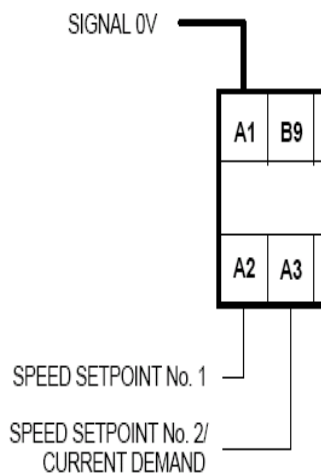 SIGNAL 0V
A1 B9
A2 A3
SPEED SETPOINT No. 1
SPEED SETPOINT No. 2/
CURRENT DEMAND